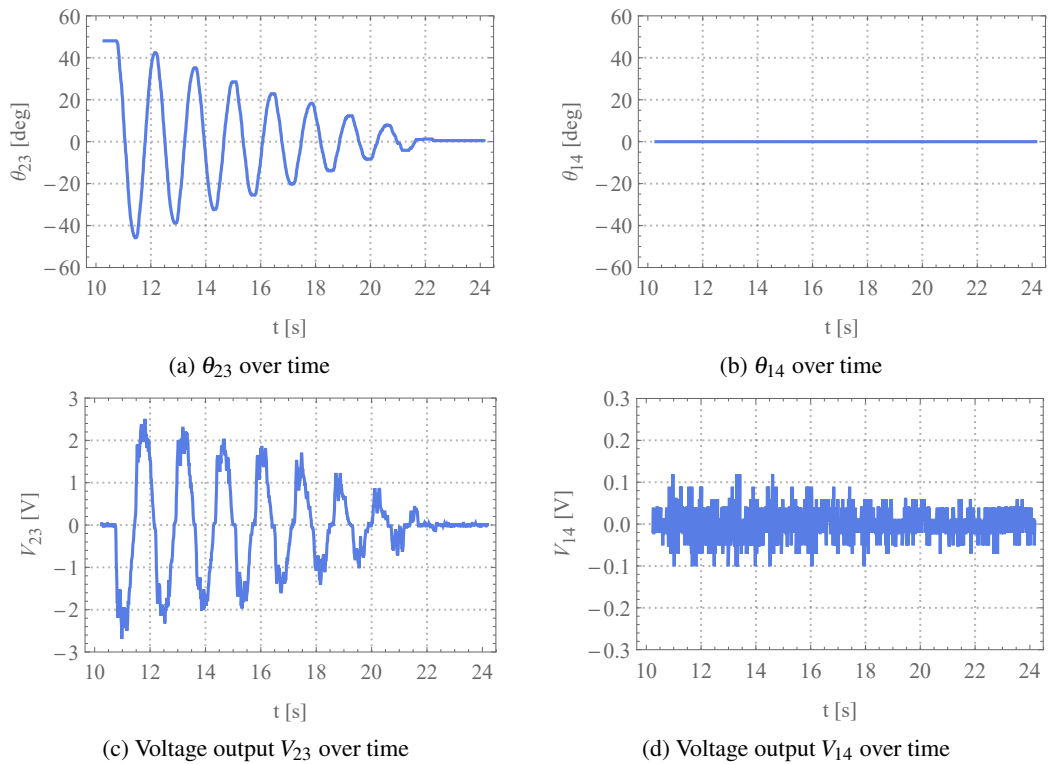 60
40
20
0
−20
−40
−60
θ23 [deg]
10 12 14 16 18 20 22 24
t [s]
(a) θ23 over time
60
40
20
0
−20
−40
−60
θ14 [deg]
10 12 14 16 18 20 22 24
t [s]
(b) θ14 over time
3
2
1
0
−1
−2
−3
V23 [V]
10 12 14 16 18 20 22 24
t [s]
(c) Voltage output V23 over time
0.3
0.2
0.1
0.0
−0.1
−0.2
−0.3
V14 [V]
10 12 14 16 18 20 22 24
t [s]
(d) Voltage output V14 over time